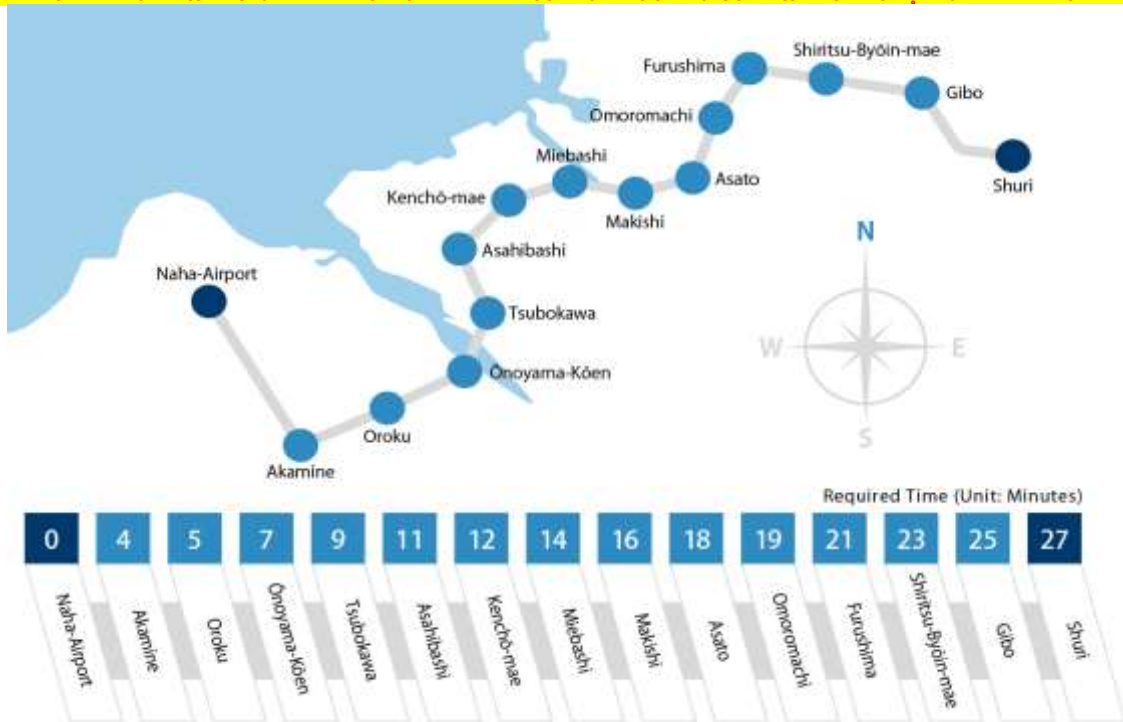 Shiritsu-Byōin-mae
Furushima
Gibo
Ōmoromachi
Miebashi
Asato
Kenchō-mae
Shuri
Makishi
N
Asahibashi
Naha-Airport
Tsubokawa
W
E
Ōnoyama-Kōen
Oroku
S
Akamine
Required Time (Unit: Minutes)
0 4 5 7 9 11 12 14 16 18 19 21 23 25 27
Naha-Airport
Akamine
Oroku
Ōnoyama-Kōen
Tsubokawa
Asahibashi
Kenchō-mae
Miebashi
Makishi
Asato
Omoromachi
Furushima
Shiritsu-Byōin-mae
Gibo
Shuri